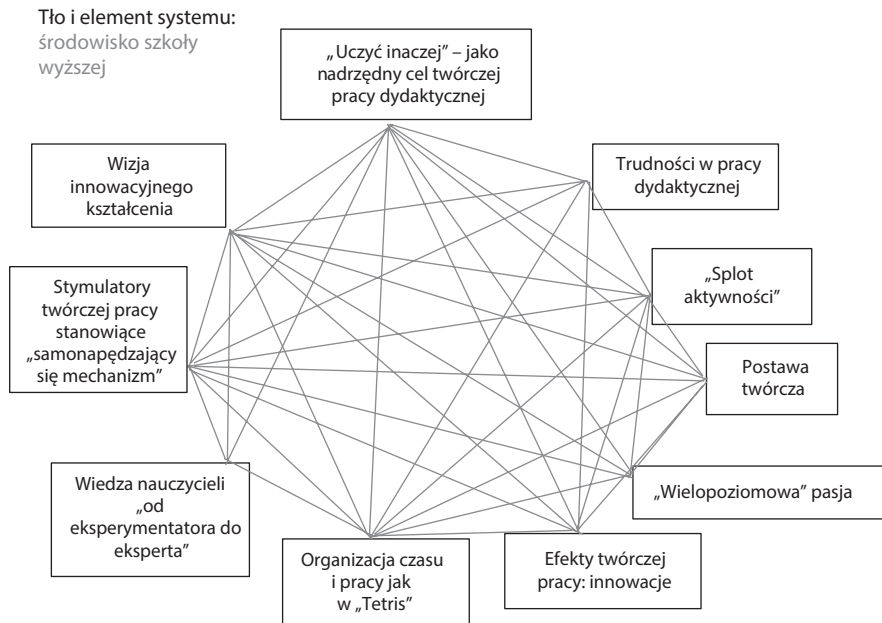 Tło i element systemu:
środowisko szkoły
wyższej
„Uczyć inaczej” – jako
nadrzędny cel twórczej
pracy dydaktycznej
Wizja
innowacyjnego
kształcenia
Trudności w pracy
dydaktycznej
Stymulatory
twórczej pracy
stanowiące
„samonapędzający
się mechanizm”
„Splot
aktywności”
Postawa
twórcza
Wiedza nauczycieli
„od
eksperymentatora do
eksperta”
„Wielopoziomowa” pasja
Organizacja czasu
i pracy jak
w „Tetris”
Efekty twórczej
pracy: innowacje